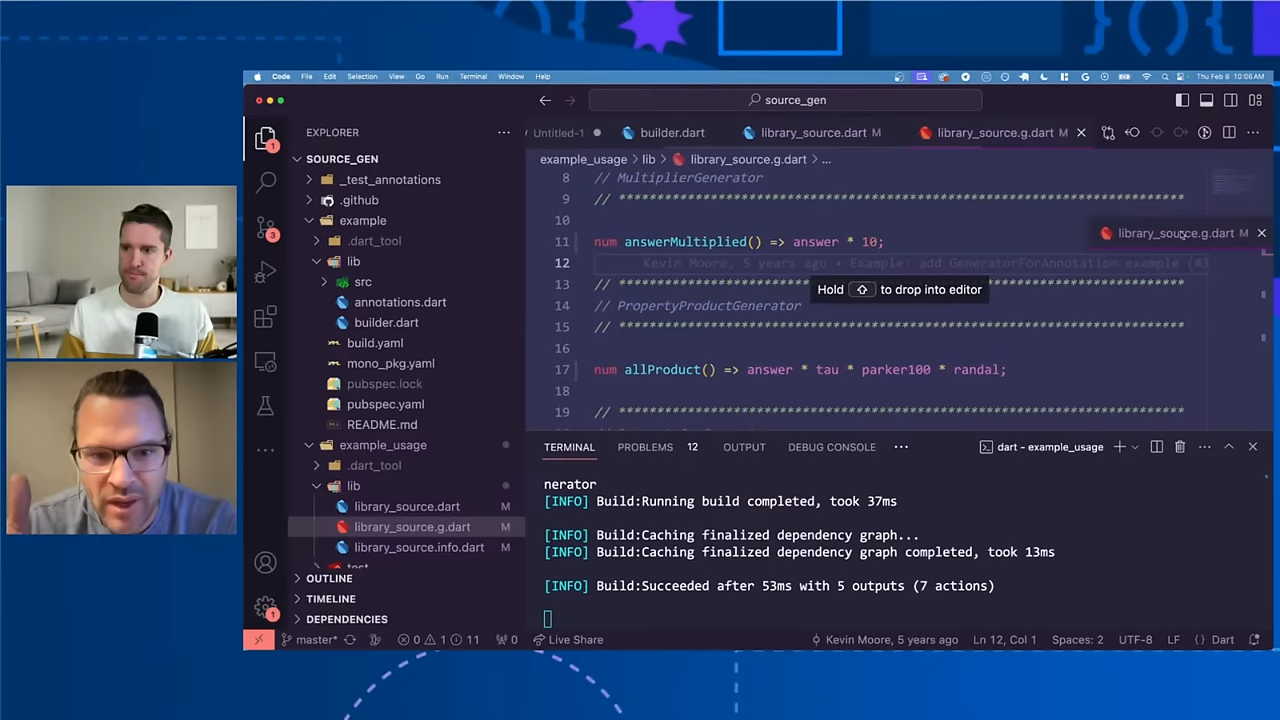 Code File Edit Selection View Go Run Terminal Window Help Thu Feb 8 10:06 AM
source_gen
EXPLORER
Untitled-1 builder.dart library_source.dart M library_source.g.dart M
SOURCE_GEN
example_usage > lib > library_source.g.dart > ...
_test_annotations
.github
example
.dart_tool
lib
src
annotations.dart
builder.dart
build.yaml
mono_pkg.yaml
pubspec.lock
pubspec.yaml
README.md
example_usage
.dart_tool
lib
library_source.dart M
library_source.g.dart M
library_source.info.dart M
OUTLINE
TIMELINE
DEPENDENCIES
8 // MultiplierGenerator
9 // **************************************************************************
10
11 num answerMultiplied() => answer * 10;
12 Kevin Moore, 5 years ago • Example: add GeneratorForAnnotation example (#3
13 // **************************************************************************
14 // PropertyProductGenerator
15 // **************************************************************************
16
17 num allProduct() => answer * tau * parker100 * randal;
18
19 // **************************************************************************
library_source.g.dart M
Hold ⇧ to drop into editor
TERMINAL PROBLEMS 12 OUTPUT DEBUG CONSOLE ... dart - example_usage
nerator
[INFO] Build:Running build completed, took 37ms
[INFO] Build:Caching finalized dependency graph...
[INFO] Build:Caching finalized dependency graph completed, took 13ms
[INFO] Build:Succeeded after 53ms with 5 outputs (7 actions)
master* 0 1 11 0 Live Share Kevin Moore, 5 years ago Ln 12, Col 1 Spaces: 2 UTF-8 LF {} Dart